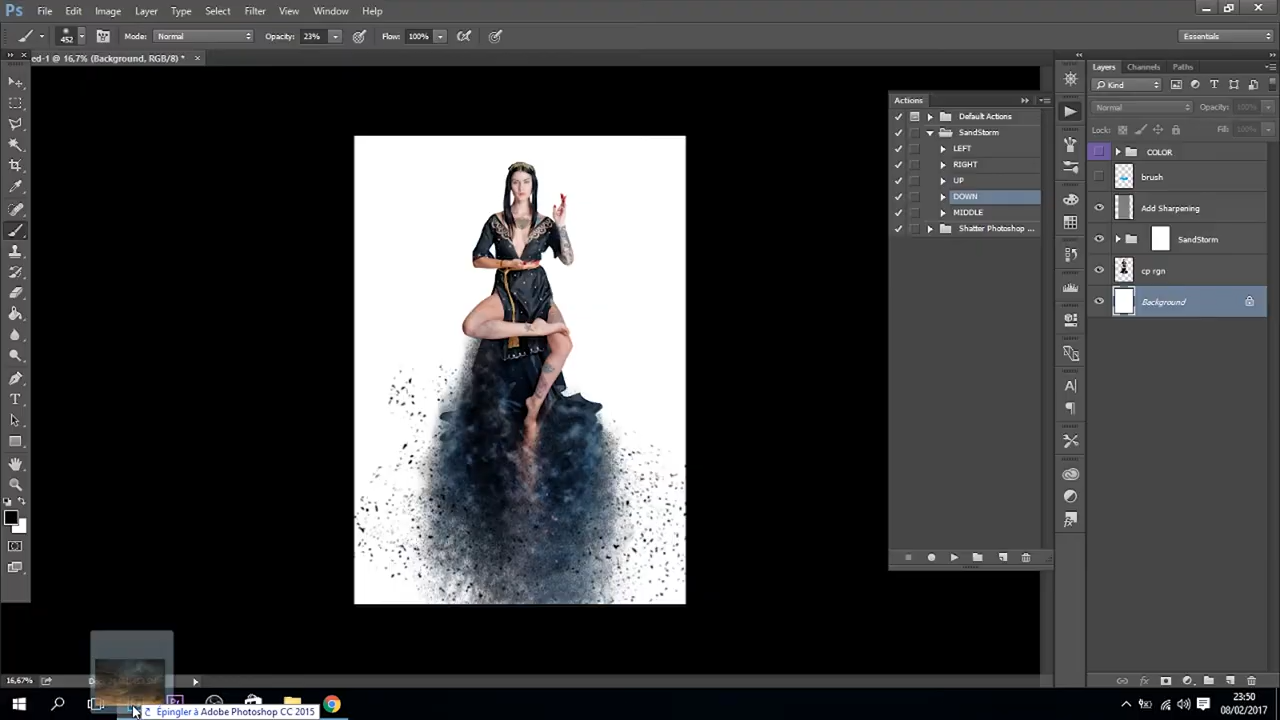 Ps File Edit Image Layer Type Select Filter View Window Help
452 Mode: Normal Opacity: 23% Flow: 100% Essentials
ed-1 @ 16,7% (Background, RGB/8) * ×
Layers Channels Paths
Kind
Normal Opacity: 100%
Lock: Fill: 100%
COLOR
brush
Add Sharpening
SandStorm
cp rgn
Background
Actions
Default Actions
SandStorm
LEFT
RIGHT
UP
DOWN
MIDDLE
Shatter Photoshop ...
16,67%
Épingler à Adobe Photoshop CC 2015
23:50
08/02/2017